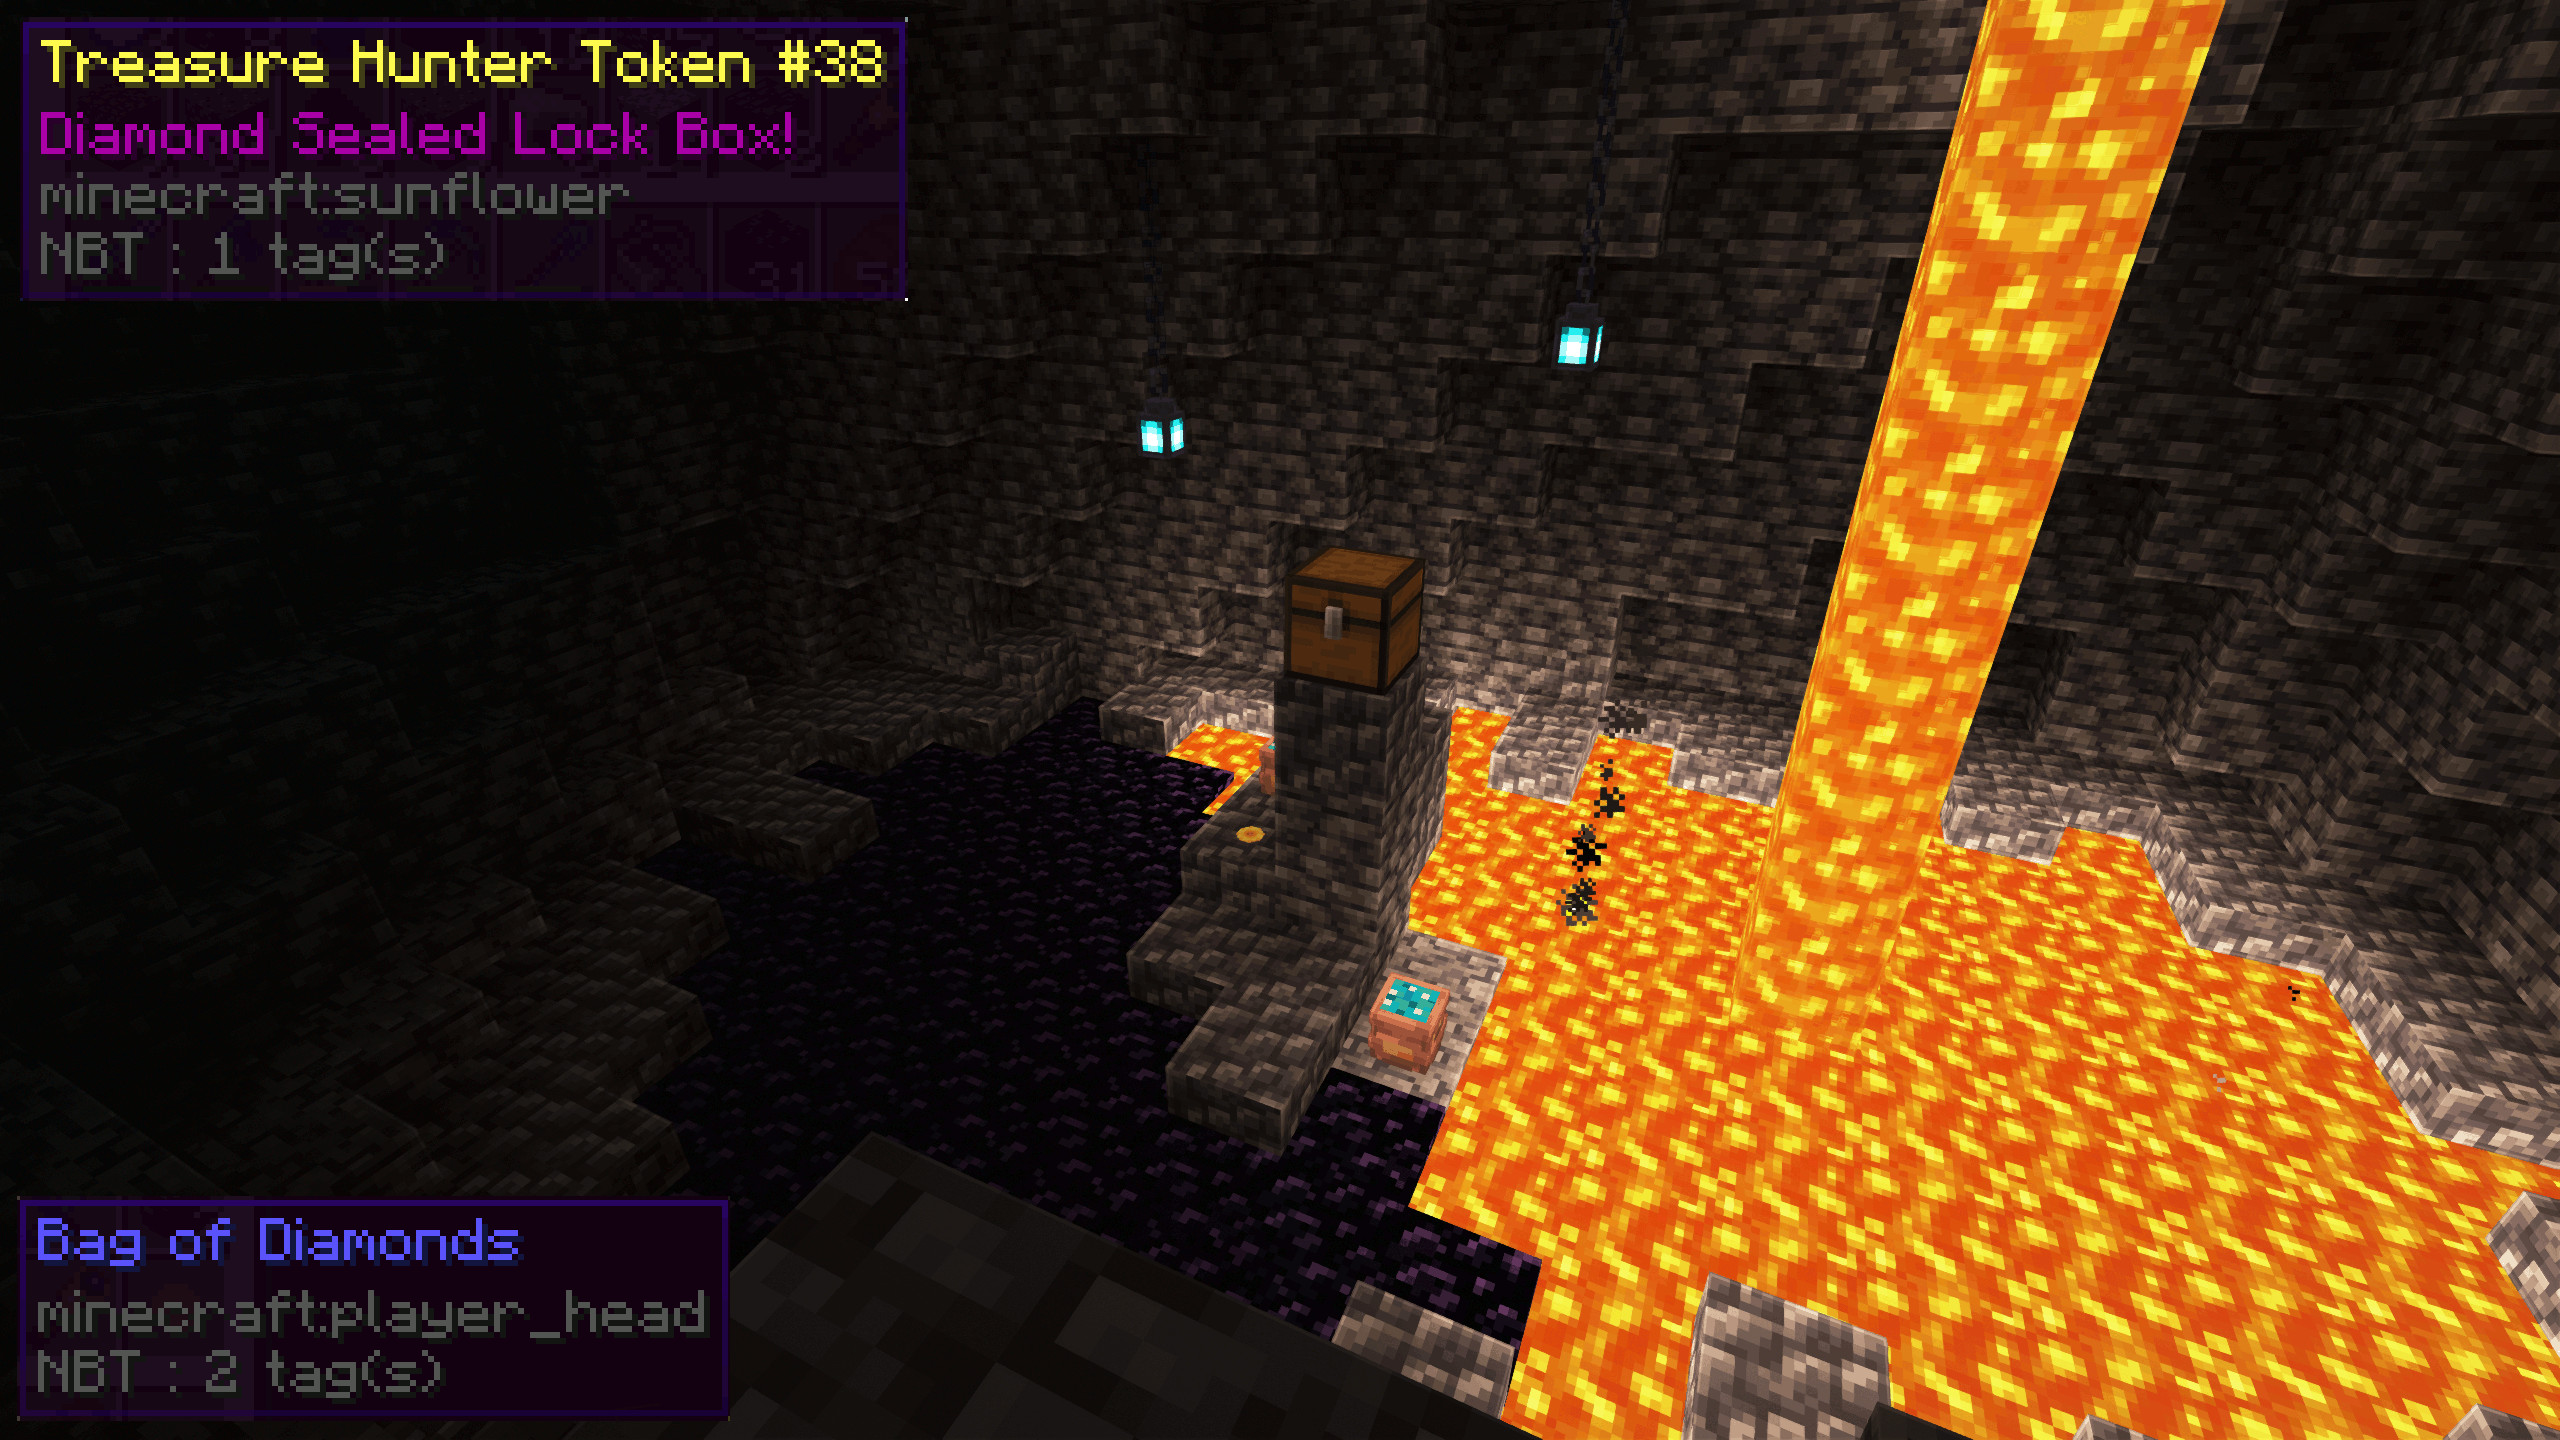 Treasure Hunter Token #38
Diamond Sealed Lock Box!
minecraft:sunflower
NBT : 1 tag(s)
Bag of Diamonds
minecraft:player_head
NBT : 2 tag(s)